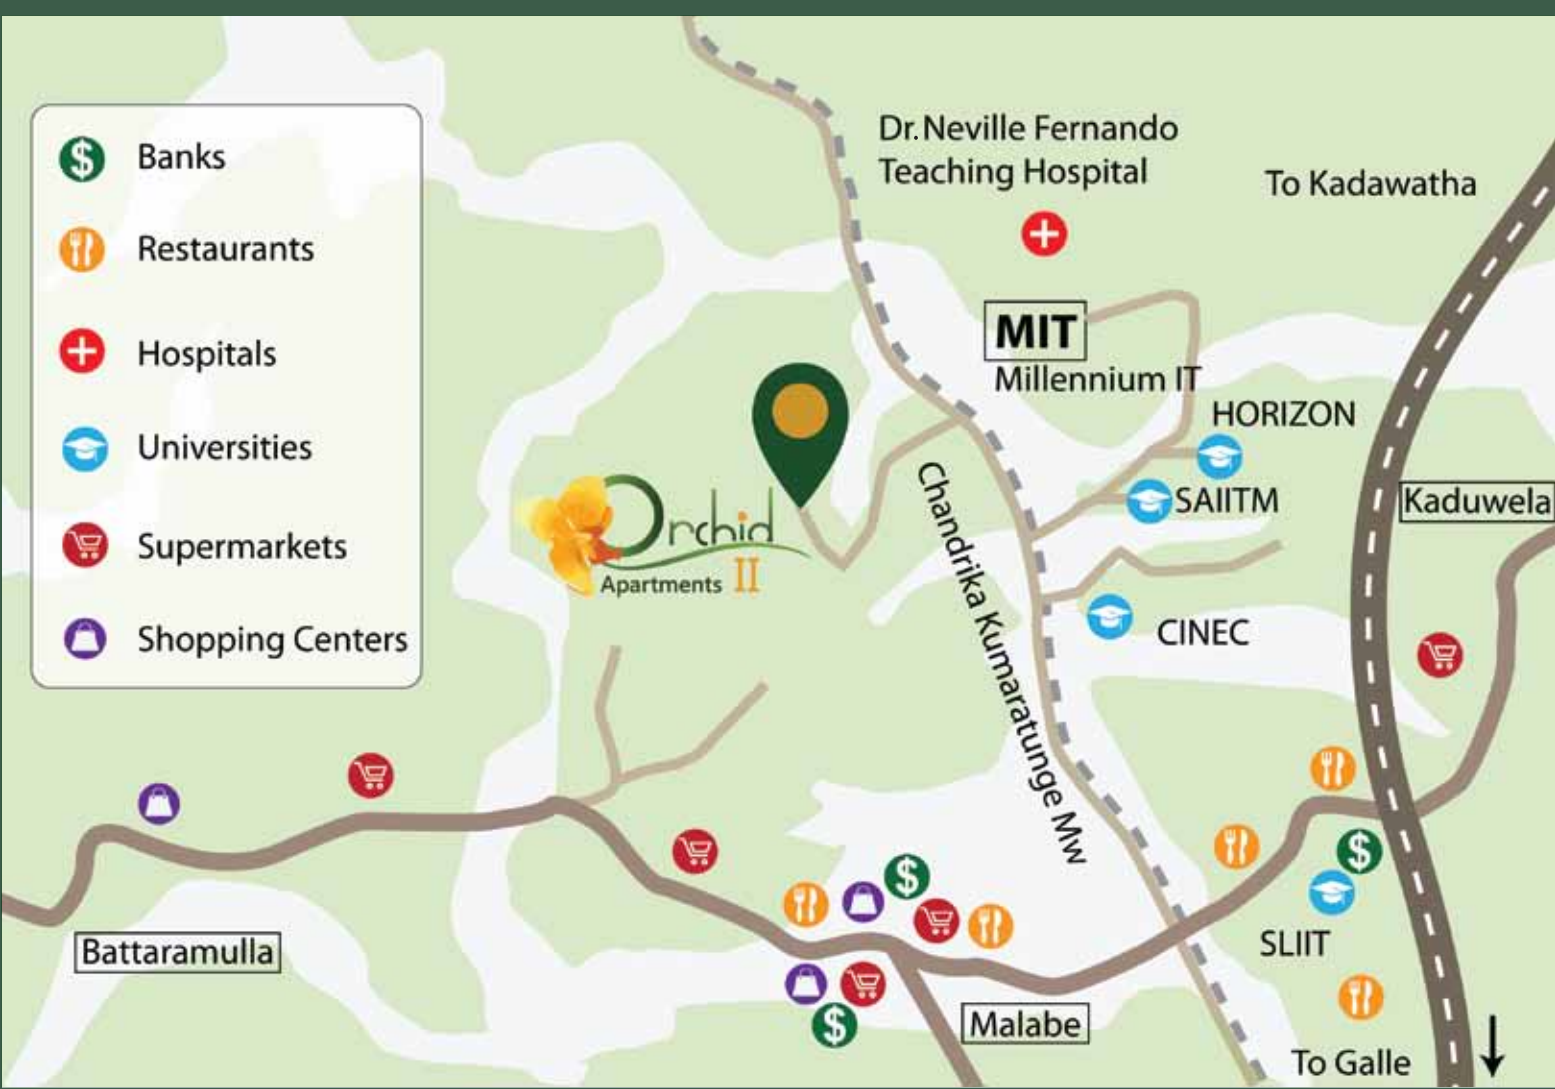 Banks
Restaurants
Hospitals
Universities
Supermarkets
Shopping Centers
Dr.Neville Fernando
Teaching Hospital
To Kadawatha
MIT
Millennium IT
HORIZON
SAIITM
Kaduwela
Orchid
Apartments II
Chandrika Kumaratunge Mw
CINEC
Battaramulla
SLIIT
Malabe
To Galle